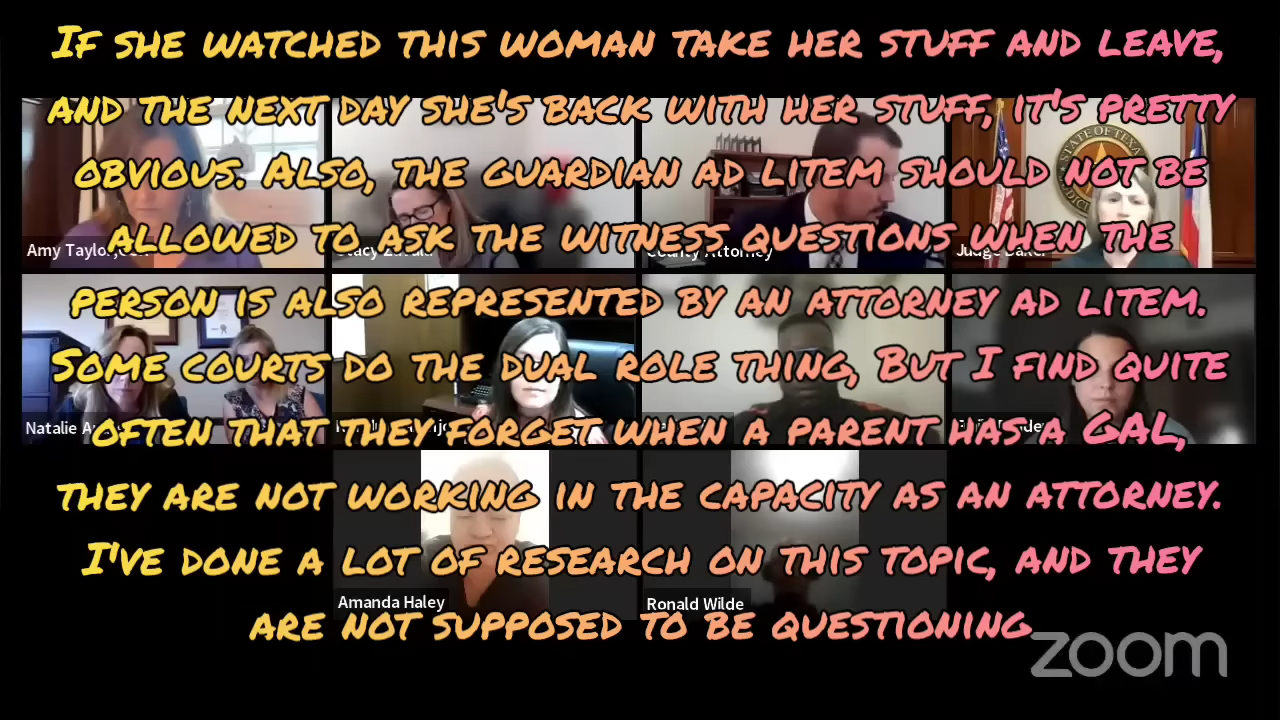 If she watched this woman take her stuff and leave,
and the next day she's back with her stuff, it's pretty
obvious. Also, the guardian ad litem should not be
allowed to ask the witness questions when the
person is also represented by an attorney ad litem.
Some courts do the dual role thing, But I find quite
often that they forget when a parent has a GAL,
they are not working in the capacity as an attorney.
I've done a lot of research on this topic, and they
are not supposed to be questioning
STATE OF TEXA
Amy Taylor
County Attorney
Judge Baker
Natalie
Amanda Haley
Ronald Wilde
zoom